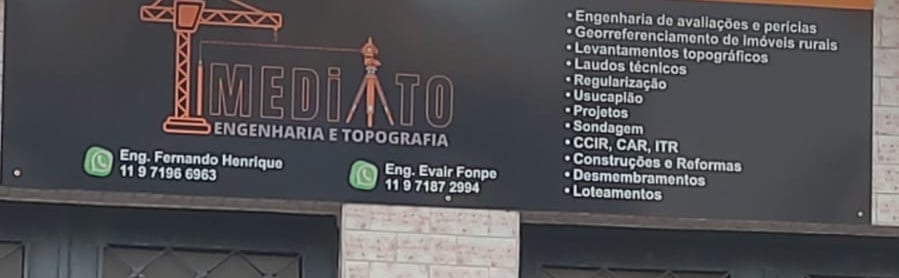 IMEDIATO
ENGENHARIA E TOPOGRAFIA
Eng. Fernando Henrique
11 9 7196 6963
Eng. Evair Fonpe
11 9 7187 2994
• Engenharia de avaliações e perícias
• Georreferenciamento de imóveis rurais
• Levantamentos topográficos
• Laudos técnicos
• Regularização
• Usucapião
• Projetos
• Sondagem
• CCIR, CAR, ITR
• Construções e Reformas
• Desmembramentos
• Loteamentos